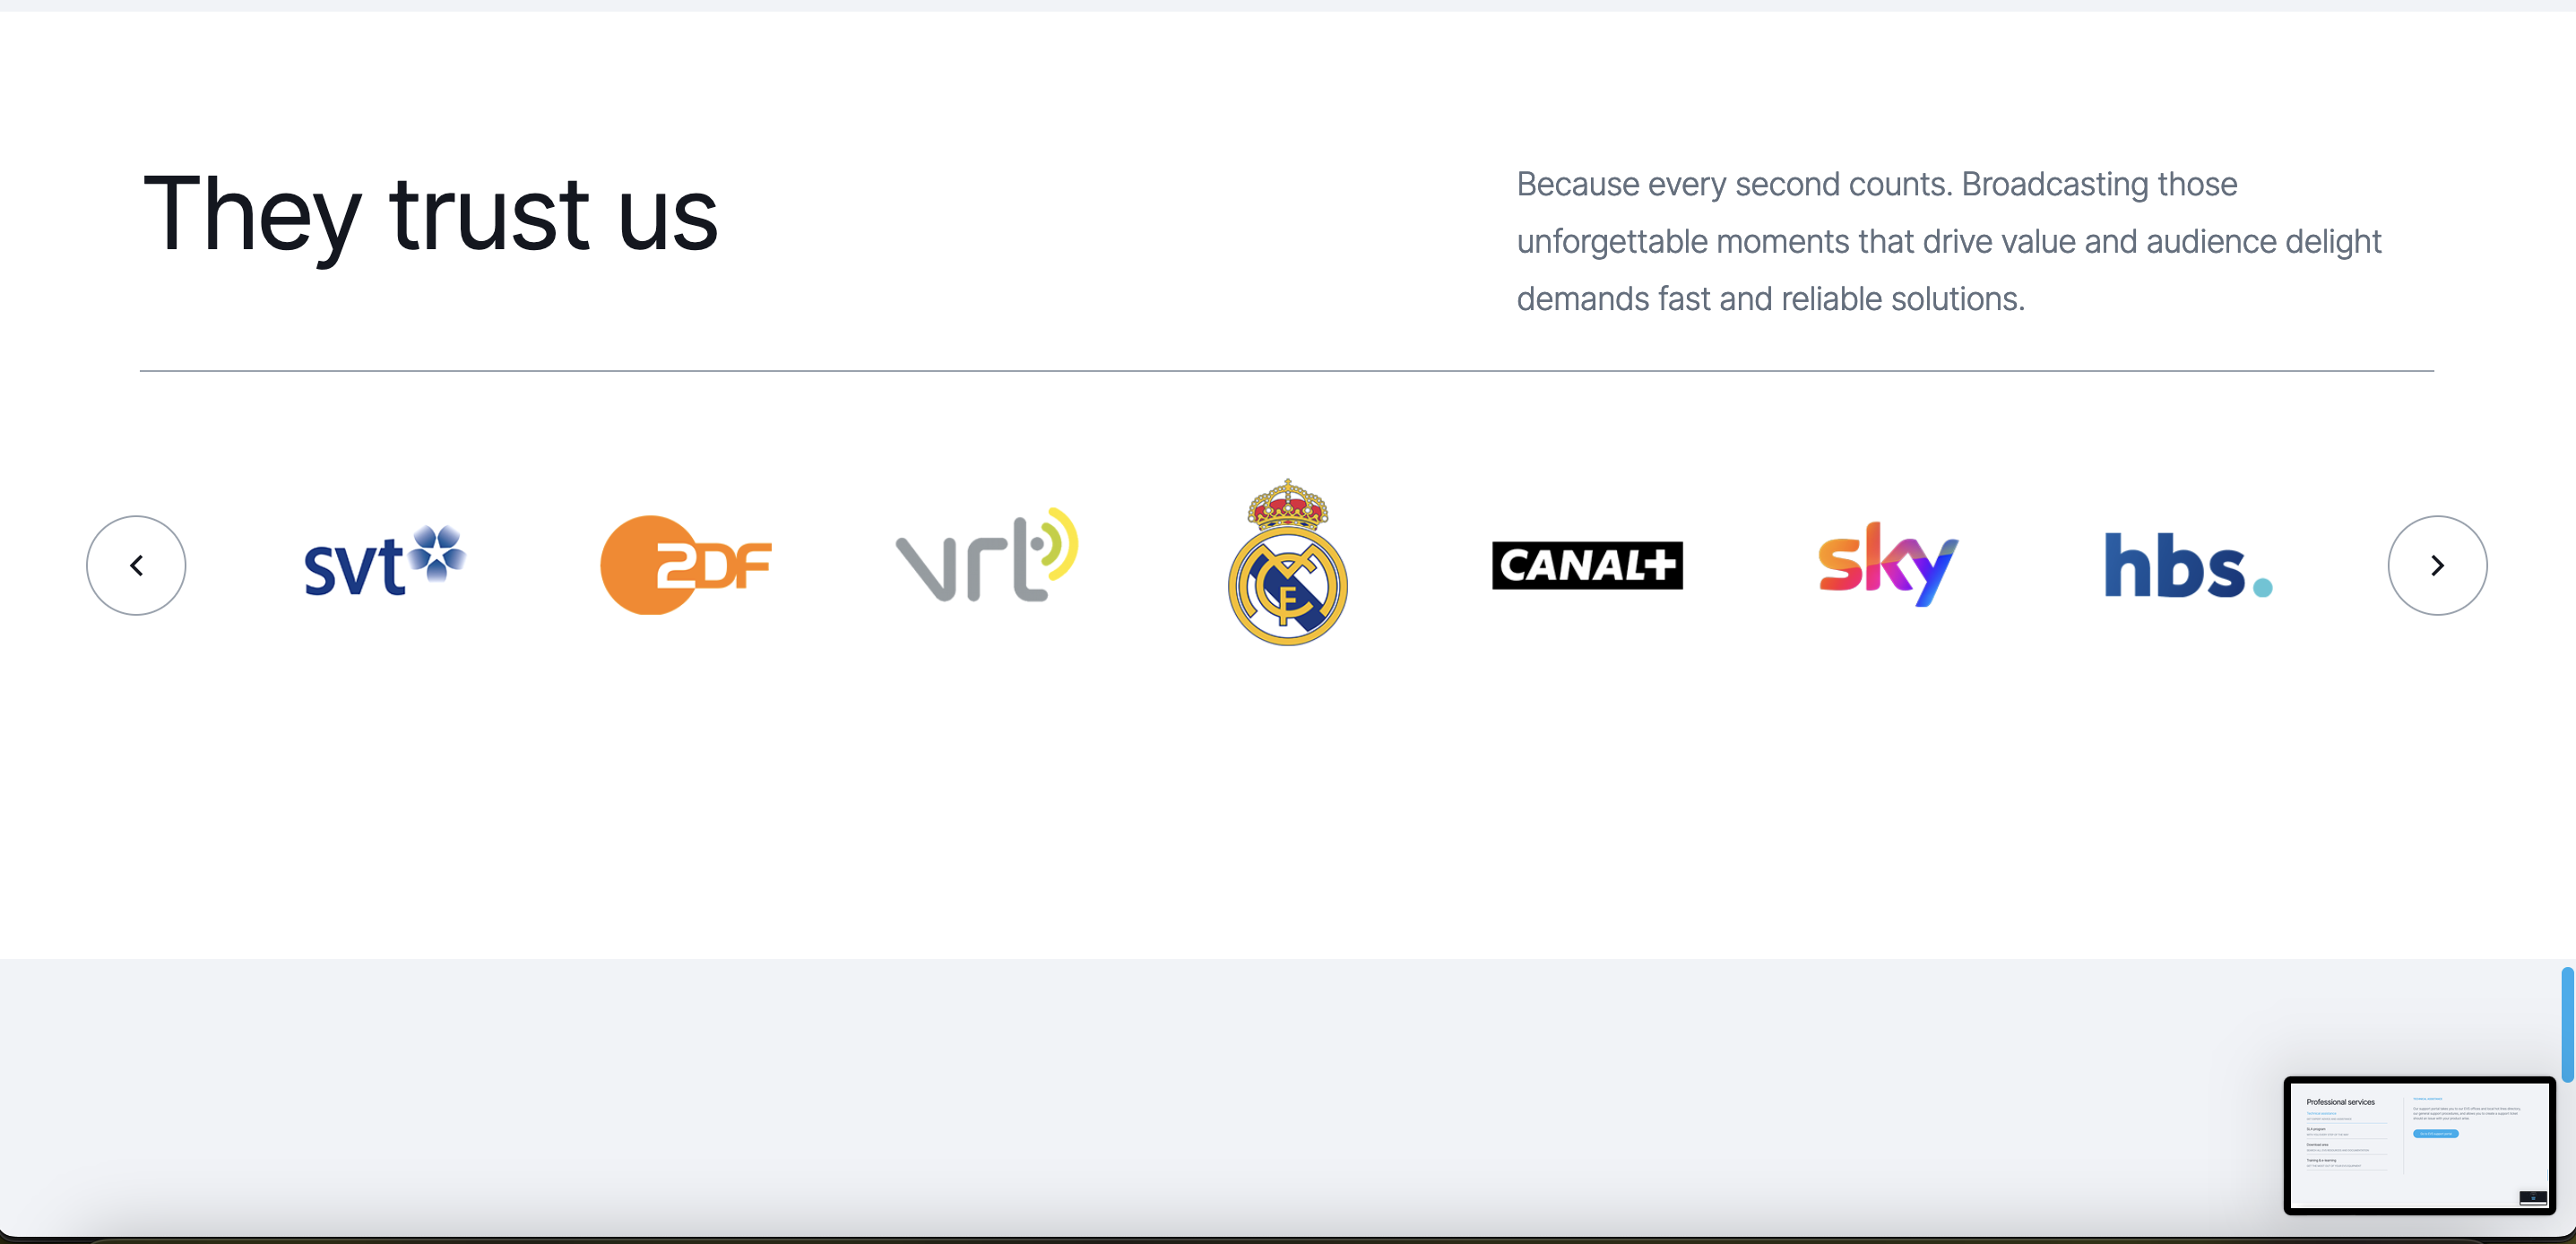 They trust us
Because every second counts. Broadcasting those
unforgettable moments that drive value and audience delight
demands fast and reliable solutions.
svt
ZDF
vrt
CANAL+
sky
hbs.
Professional services